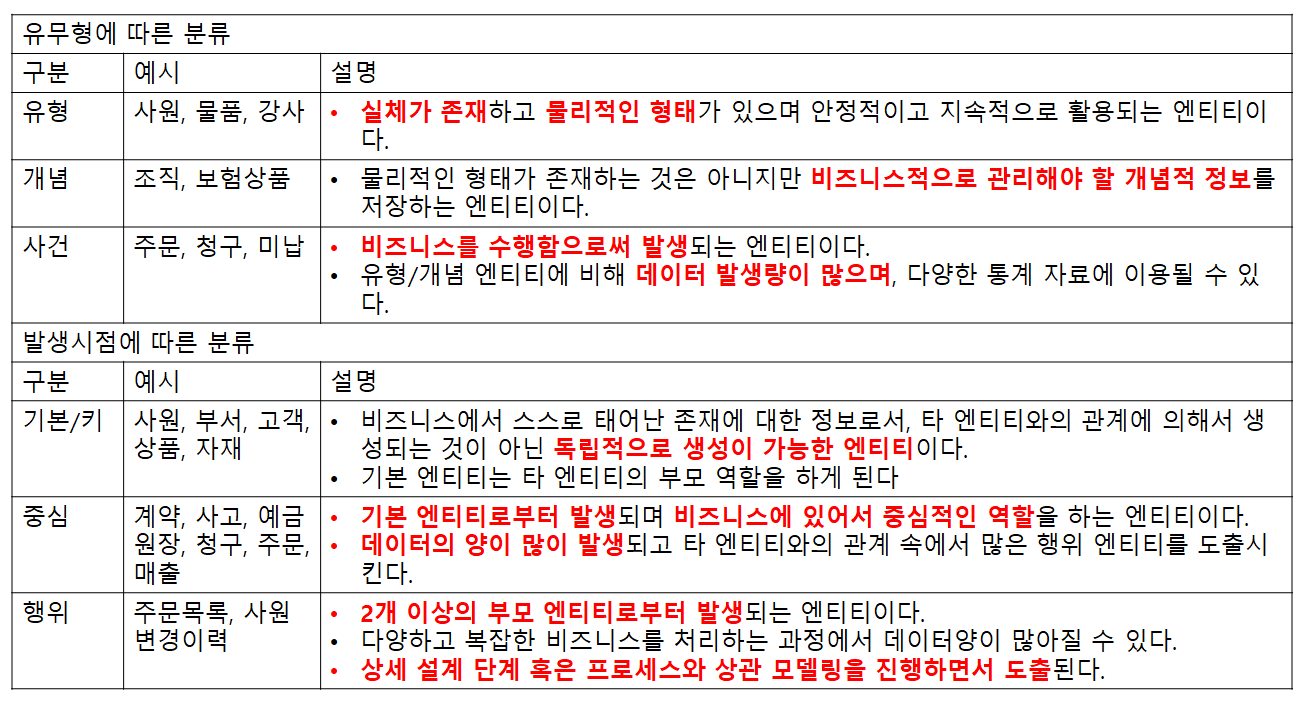 유무형에 따른 분류
구분 예시 설명
유형 사원, 물품, 강사 • 실체가 존재하고 물리적인 형태가 있으며 안정적이고 지속적으로 활용되는 엔티티이
다.
개념 조직, 보험상품 • 물리적인 형태가 존재하는 것은 아니지만 비즈니스적으로 관리해야 할 개념적 정보를
저장하는 엔티티이다.
사건 주문, 청구, 미납 • 비즈니스를 수행함으로써 발생되는 엔티티이다.
• 유형/개념 엔티티에 비해 데이터 발생량이 많으며, 다양한 통계 자료에 이용될 수 있
다.
발생시점에 따른 분류
구분 예시 설명
기본/키 사원, 부서, 고객, • 비즈니스에서 스스로 태어난 존재에 대한 정보로서, 타 엔티티와의 관계에 의해서 생
상품, 자재 성되는 것이 아닌 독립적으로 생성이 가능한 엔티티이다.
• 기본 엔티티는 타 엔티티의 부모 역할을 하게 된다
중심 계약, 사고, 예금 • 기본 엔티티로부터 발생되며 비즈니스에 있어서 중심적인 역할을 하는 엔티티이다.
원장, 청구, 주문, • 데이터의 양이 많이 발생되고 타 엔티티와의 관계 속에서 많은 행위 엔티티를 도출시
매출 킨다.
행위 주문목록, 사원 • 2개 이상의 부모 엔티티로부터 발생되는 엔티티이다.
변경이력 • 다양하고 복잡한 비즈니스를 처리하는 과정에서 데이터양이 많아질 수 있다.
• 상세 설계 단계 혹은 프로세스와 상관 모델링을 진행하면서 도출된다.